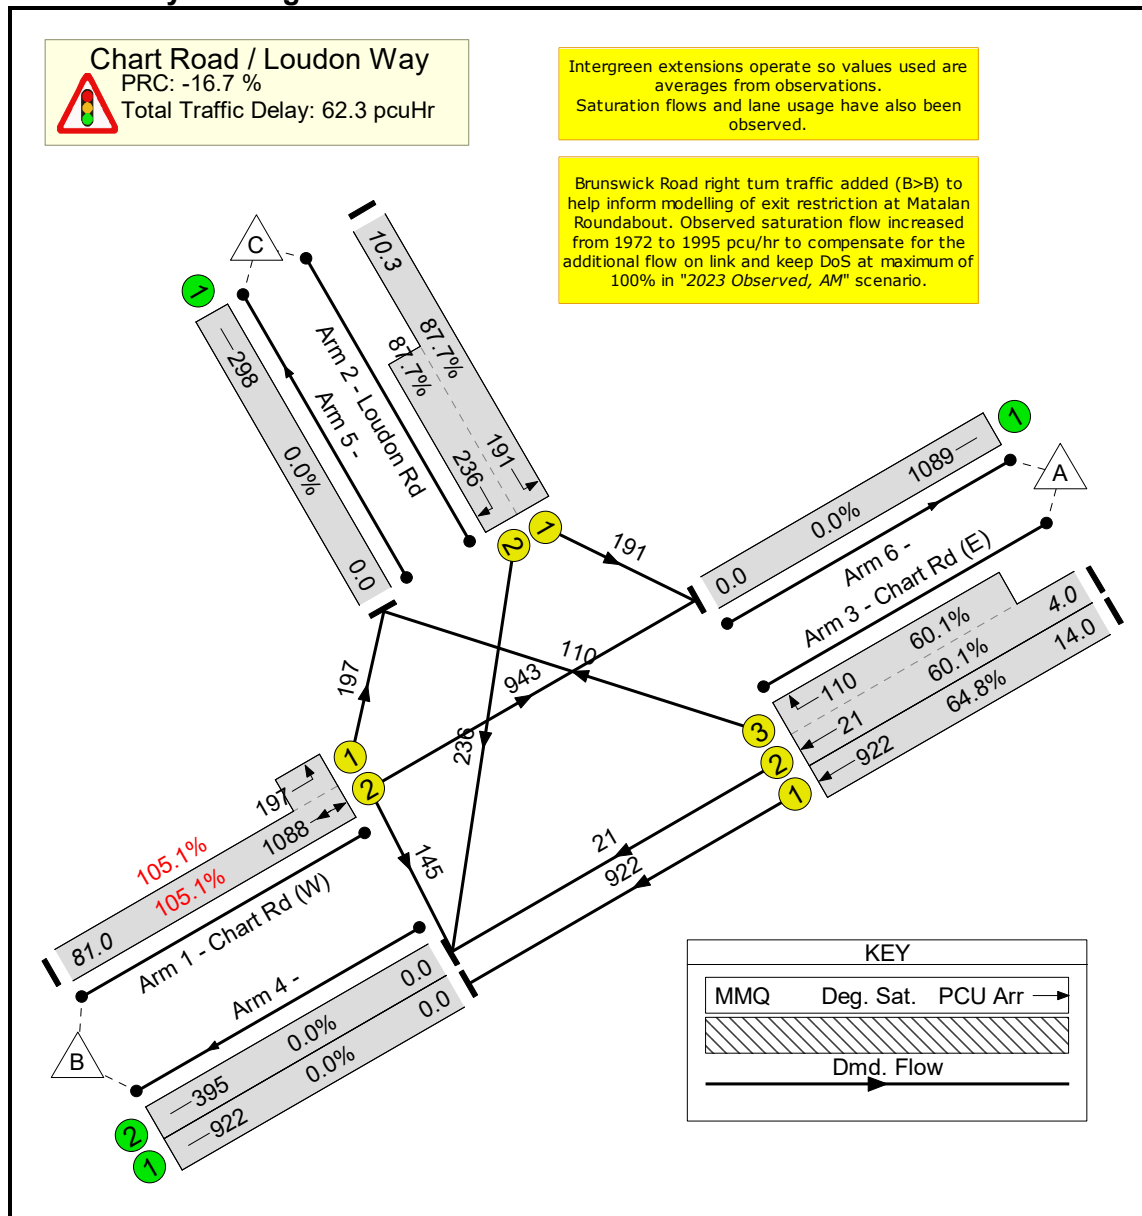 Chart Road / Loudon Way
PRC: -16.7 %
Total Traffic Delay: 62.3 pcuHr
Intergreen extensions operate so values used are
averages from observations.
Saturation flows and lane usage have also been
observed.
Brunswick Road right turn traffic added (B>B) to
help inform modelling of exit restriction at Matalan
Roundabout. Observed saturation flow increased
from 1972 to 1995 pcu/hr to compensate for the
additional flow on link and keep DoS at maximum of
100% in "2023 Observed, AM" scenario.
C
1
298
0.0%
0.0
Arm 5 -
Arm 2 - Loudon Rd
10.3
87.7%
87.7%
191
236
2
1
191
0.0
0.0%
1089
1
A
Arm 6 -
Arm 3 - Chart Rd (E)
110
60.1%
21
60.1%
4.0
922
64.8%
14.0
3
2
1
110
943
236
197
145
21
922
1
2
197
1088
105.1%
105.1%
81.0
Arm 1 - Chart Rd (W)
Arm 4 -
B
395
0.0%
0.0
922
0.0%
0.0
2
1
KEY
MMQ Deg. Sat. PCU Arr
Dmd. Flow